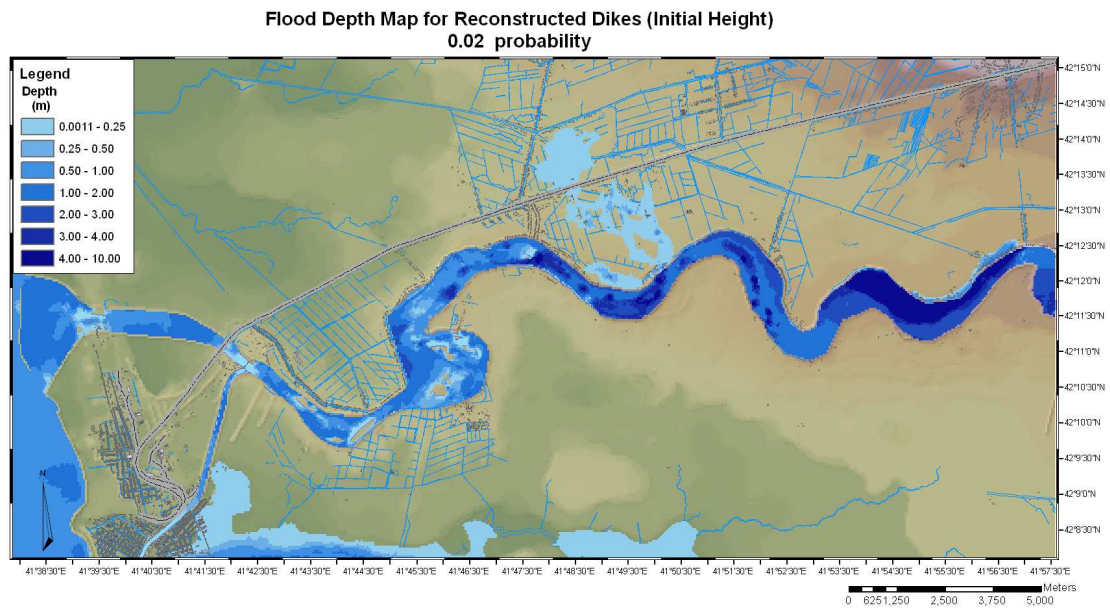 Flood Depth Map for Reconstructed Dikes (Initial Height)
0.02 probability
Legend
Depth
(m)
0.0011 - 0.25
0.25 - 0.50
0.50 - 1.00
1.00 - 2.00
2.00 - 3.00
3.00 - 4.00
4.00 - 10.00
42°15'0"N
42°14'30"N
42°14'0"N
42°13'30"N
42°13'0"N
42°12'30"N
42°12'0"N
42°11'30"N
42°11'0"N
42°10'30"N
42°10'0"N
42°9'30"N
42°9'0"N
42°8'30"N
N
41°38'30"E 41°39'30"E 41°40'30"E 41°41'30"E 41°42'30"E 41°43'30"E 41°44'30"E 41°46'30"E 41°47'30"E 41°48'30"E 41°49'30"E 41°50'30"E 41°51'30"E 41°52'30"E 41°53'30"E 41°54'30"E 41°55'30"E 41°56'30"E 41°57'30"E
Meters
0 625 1,250 2,500 3,750 5,000